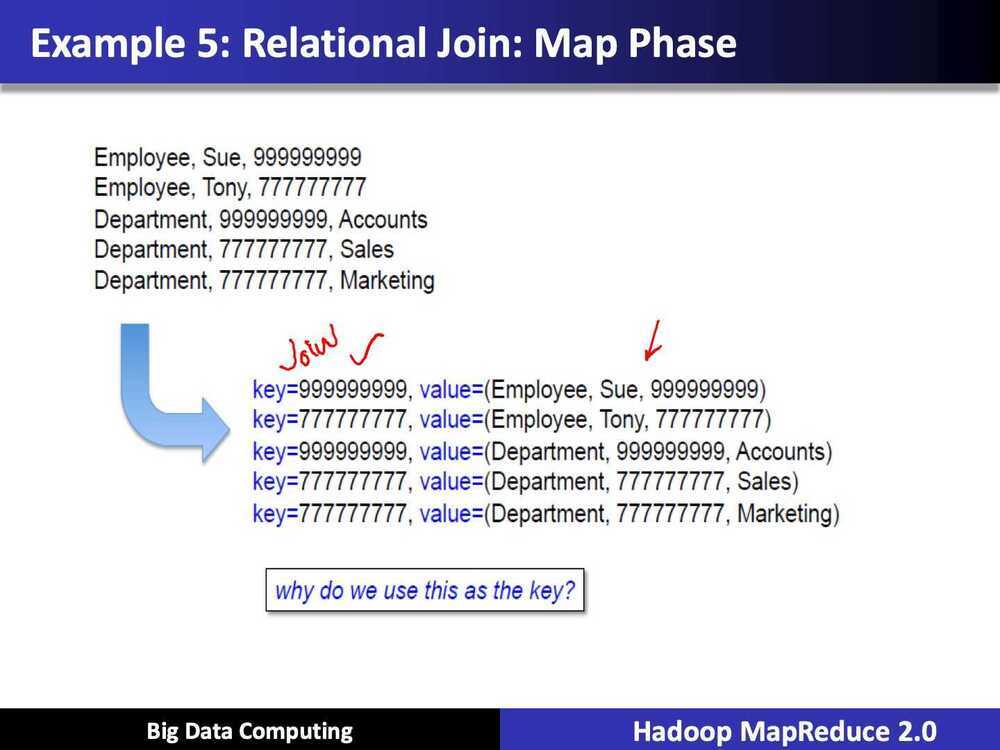 Example 5: Relational Join: Map Phase
Employee, Sue, 999999999
Employee, Tony, 777777777
Department, 999999999, Accounts
Department, 777777777, Sales
Department, 777777777, Marketing
Join
key=999999999, value=(Employee, Sue, 999999999)
key=777777777, value=(Employee, Tony, 777777777)
key=999999999, value=(Department, 999999999, Accounts)
key=777777777, value=(Department, 777777777, Sales)
key=777777777, value=(Department, 777777777, Marketing)
why do we use this as the key?
Big Data Computing
Hadoop MapReduce 2.0